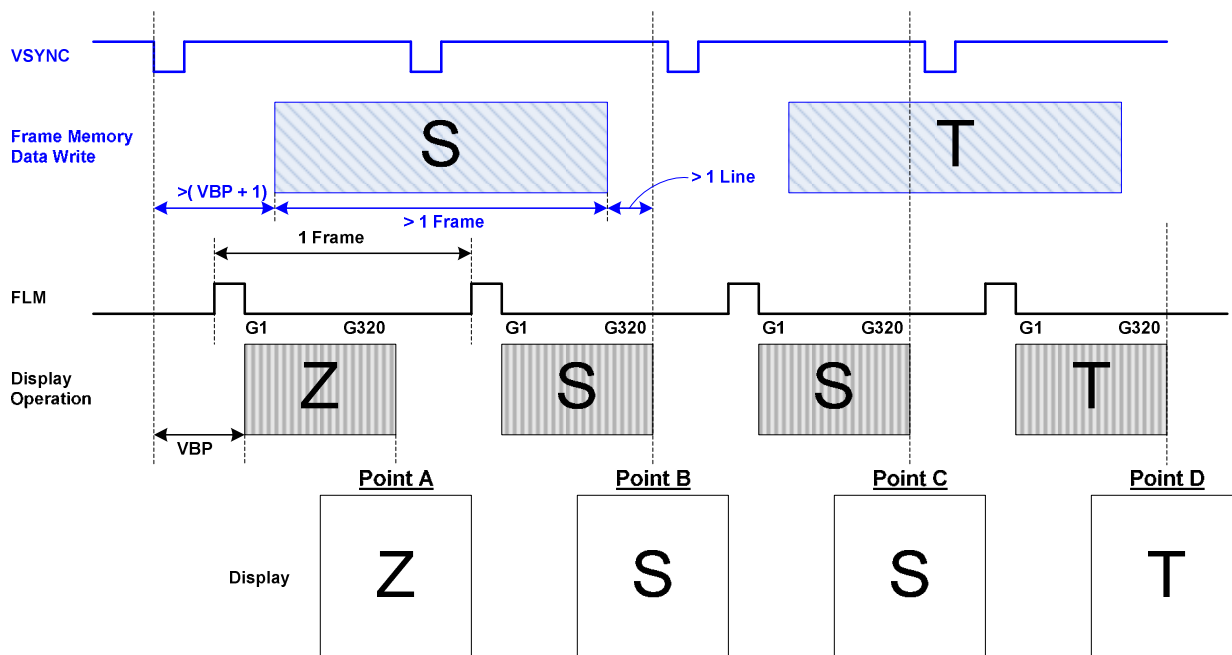 VSYNC
Frame Memory
Data Write
S
T
>( VBP + 1)
> 1 Frame
> 1 Line
1 Frame
FLM
G1
G320
G1
G320
G1
G320
G1
G320
Display
Operation
Z
S
S
T
VBP
Point A
Point B
Point C
Point D
Display
Z
S
S
T